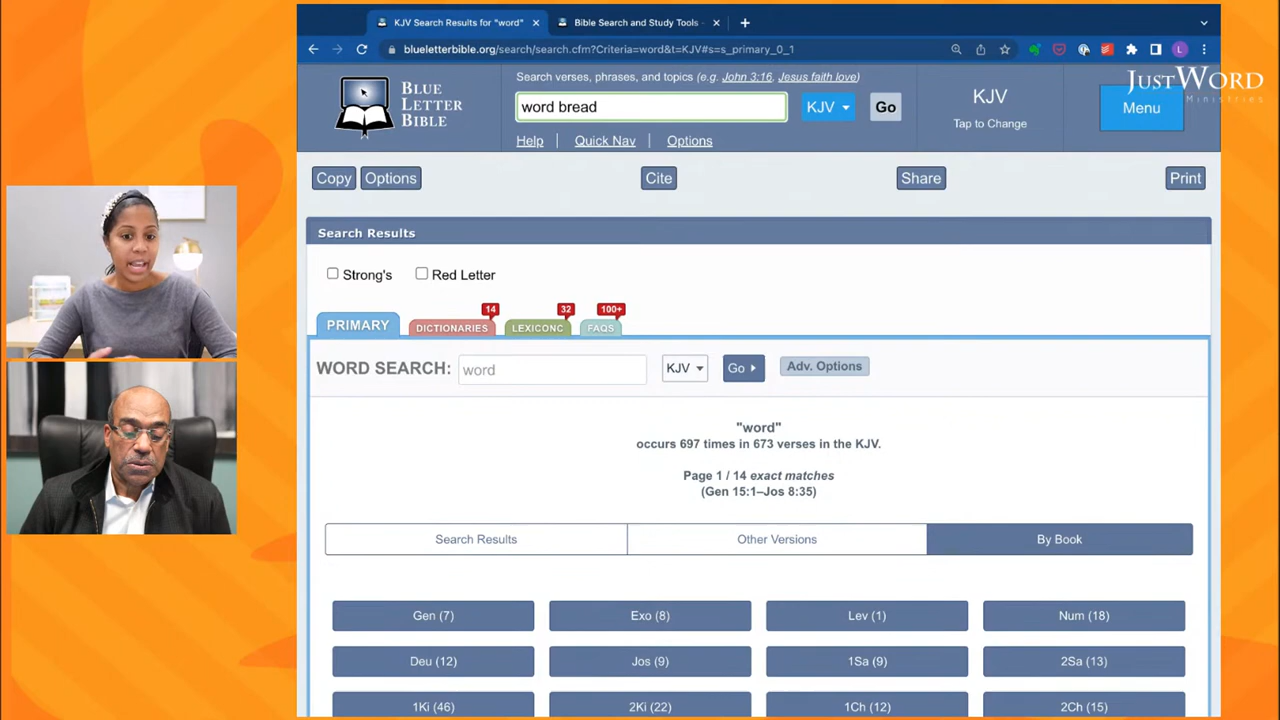 KJV Search Results for "word"
Bible Search and Study Tools -
blueletterbible.org/search/search.cfm?Criteria=word&t=KJV#s=s_primary_0_1
L
JUSTWORD
Ministries
BLUE
LETTER
BIBLE
Search verses, phrases, and topics (e.g. John 3:16, Jesus faith love)
word bread
KJV
Go
Help
Quick Nav
Options
KJV
Tap to Change
Menu
Copy
Options
Cite
Share
Print
Search Results
Strong's
Red Letter
PRIMARY
DICTIONARIES
14
LEXICONC
32
FAQS
100+
WORD SEARCH:
word
KJV
Go
Adv. Options
"word"
occurs 697 times in 673 verses in the KJV.
Page 1 / 14 exact matches
(Gen 15:1–Jos 8:35)
Search Results
Other Versions
By Book
Gen (7)
Exo (8)
Lev (1)
Num (18)
Deu (12)
Jos (9)
1Sa (9)
2Sa (13)
1Ki (46)
2Ki (22)
1Ch (12)
2Ch (15)